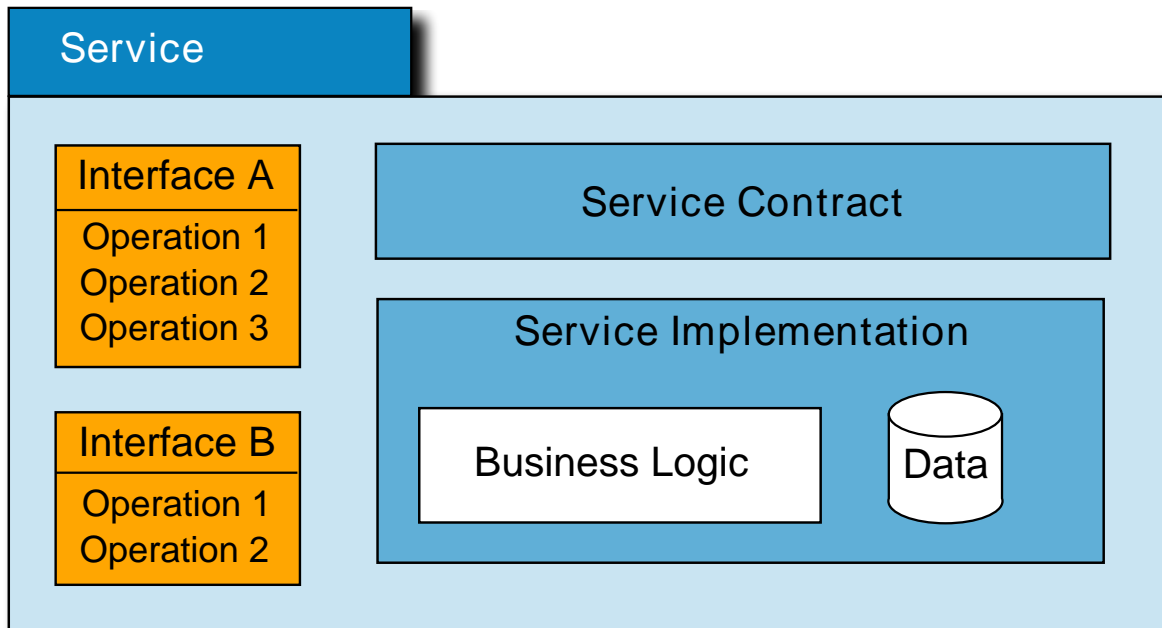 Service
Interface A
Operation 1
Operation 2
Operation 3
Interface B
Operation 1
Operation 2
Service Contract
Service Implementation
Business Logic
Data